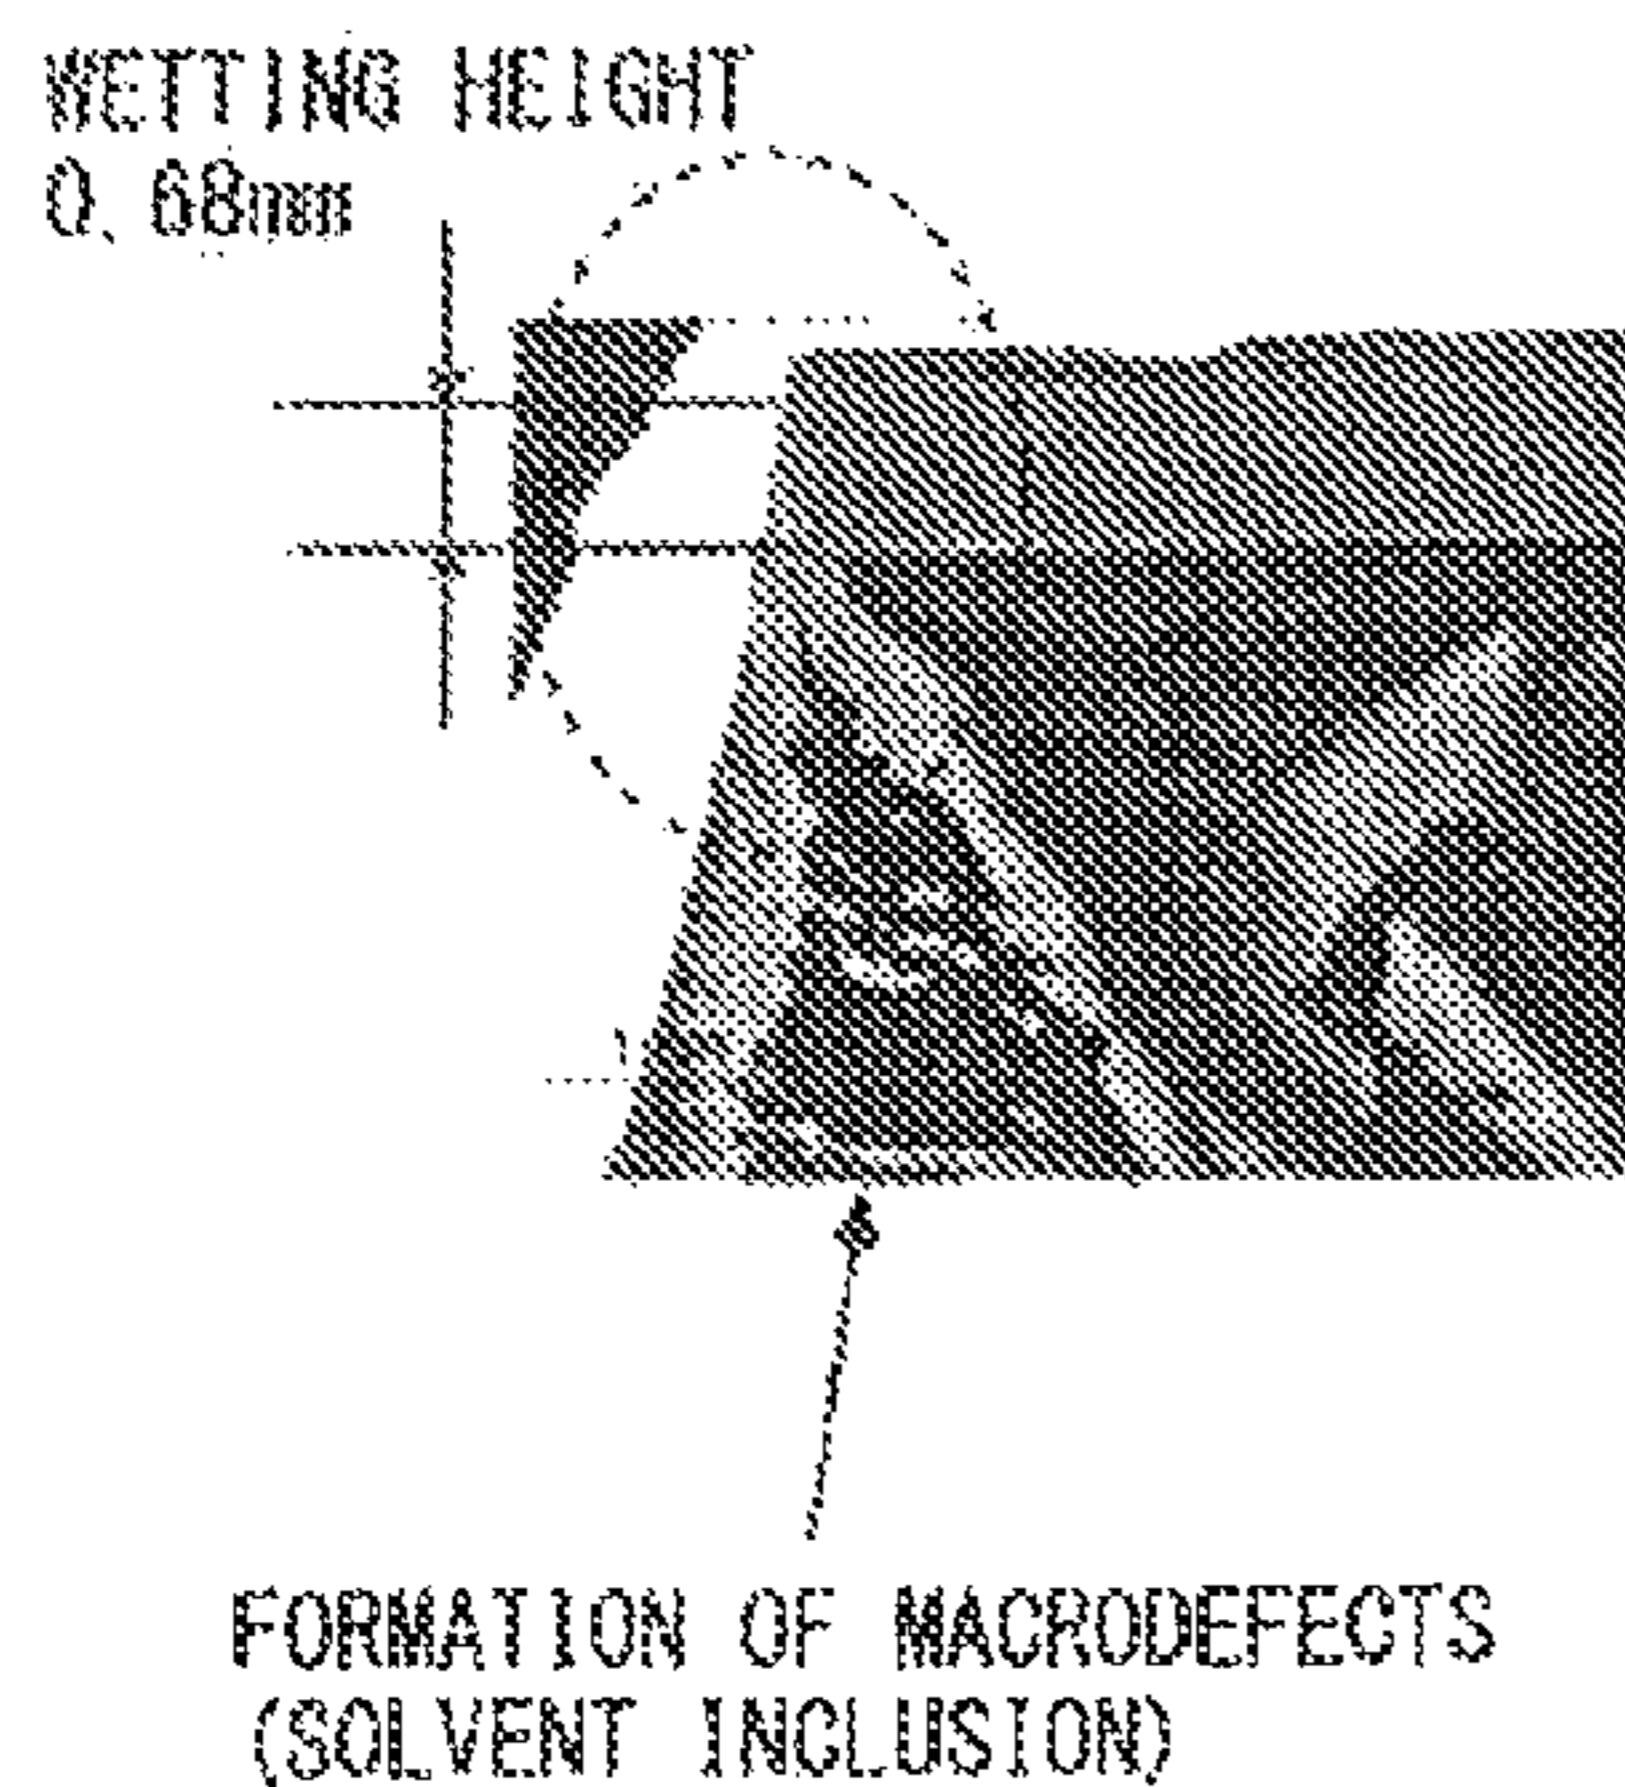 WETTING HEIGHT
0.68mm
FORMATION OF MACRODEFECTS
(SOLVENT INCLUSION)